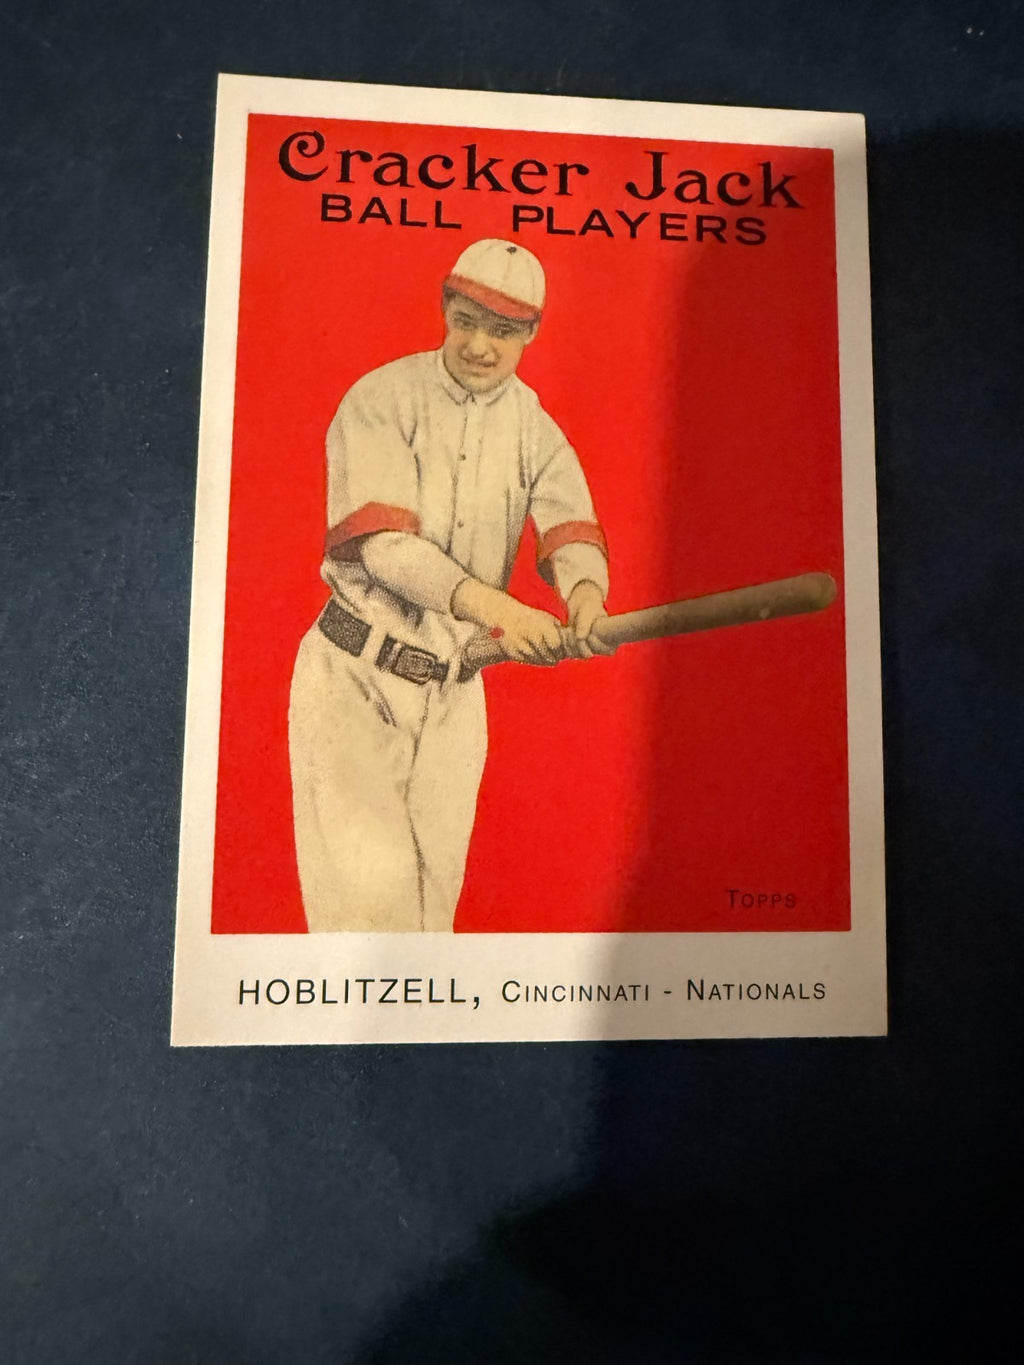 Cracker Jack
BALL PLAYERS
TOPPS
HOBLITZELL, CINCINNATI - NATIONALS